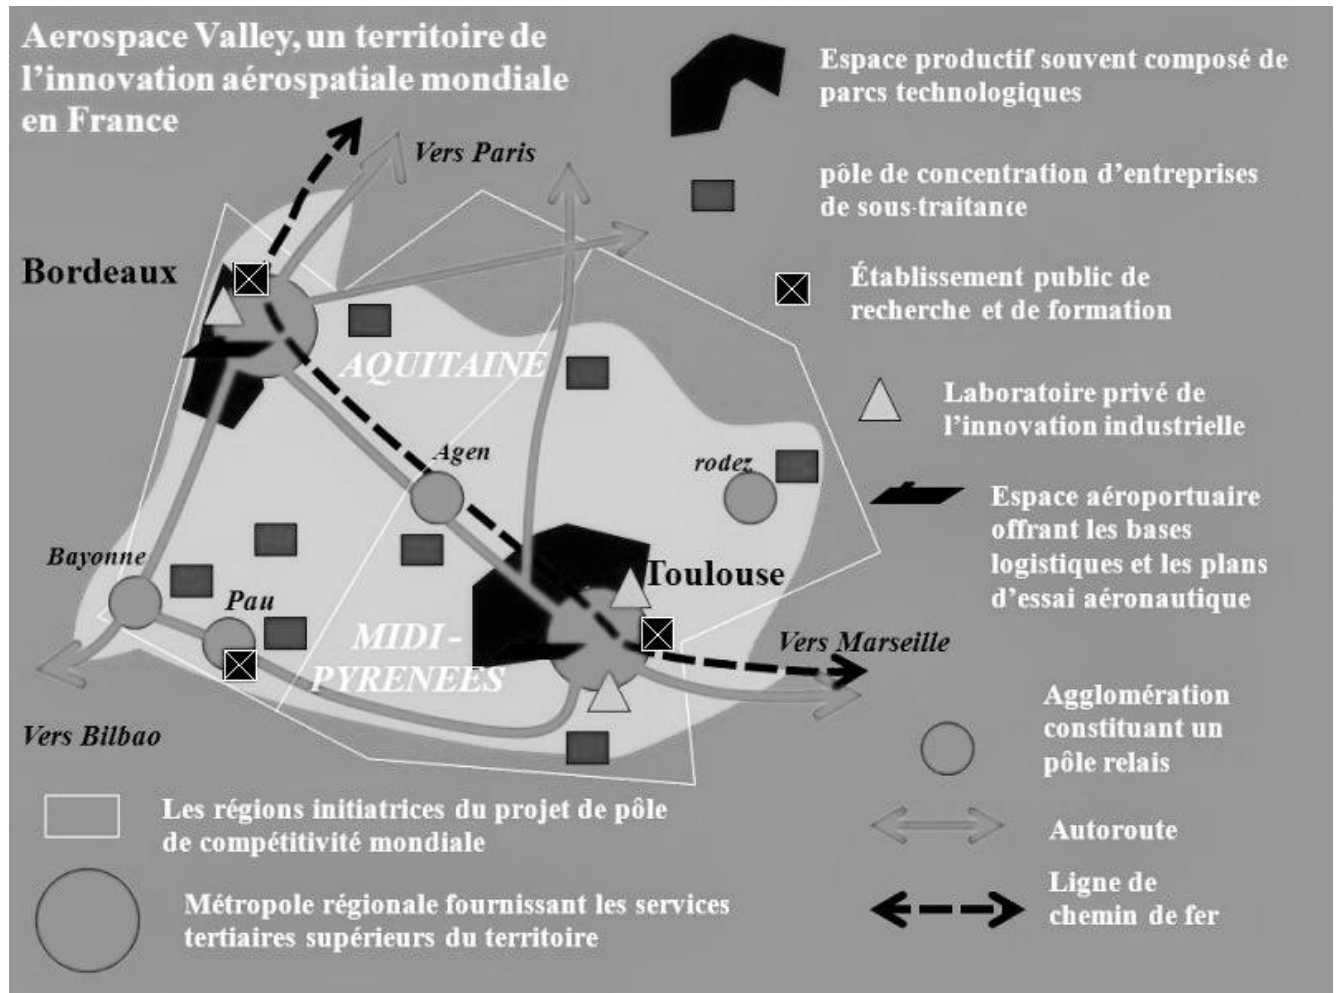 Aerospace Valley, un territoire de
l'innovation aérospatiale mondiale
en France
Vers Paris
Bordeaux
AQUITAINE
Agen
rodez
Bayonne
Pau
Toulouse
MIDI-
PYRENEES
Vers Marseille
Vers Bilbao
Espace productif souvent composé de
parcs technologiques
pôle de concentration d'entreprises
de sous-traitante
Établissement public de
recherche et de formation
Laboratoire privé de
l'innovation industrielle
Espace aéroportuaire
offrant les bases
logistiques et les plans
d'essai aéronautique
Agglomération
constituant un
pôle relais
Autoroute
Ligne de
chemin de fer
Les régions initiatrices du projet de pôle
de compétitivité mondiale
Métropole régionale fournissant les services
tertiaires supérieurs du territoire